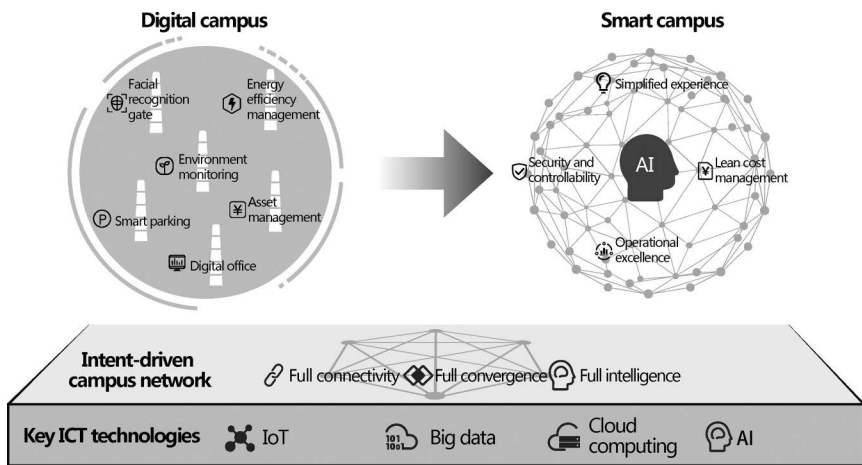 Digital campus
Facial
recognition
gate
Energy
efficiency
management
Environment
monitoring
Smart parking
Asset
management
Digital office
Smart campus
Simplified experience
AI
Security and
controllability
Lean cost
management
Operational
excellence
Intent-driven
campus network
Full connectivity
Full convergence
Full intelligence
Key ICT technologies
IoT
101
1001
Big data
Cloud
computing
AI